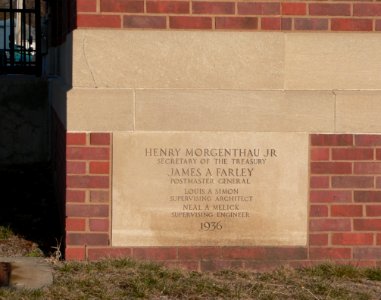 HENRY MORGENTHAU JR
SECRETARY OF THE TREASURY
JAMES A FARLEY
POSTMASTER GENERAL
LOUIS A SIMON
SUPERVISING ARCHITECT
NEAL A MELICK
SUPERVISING ENGINEER
1936